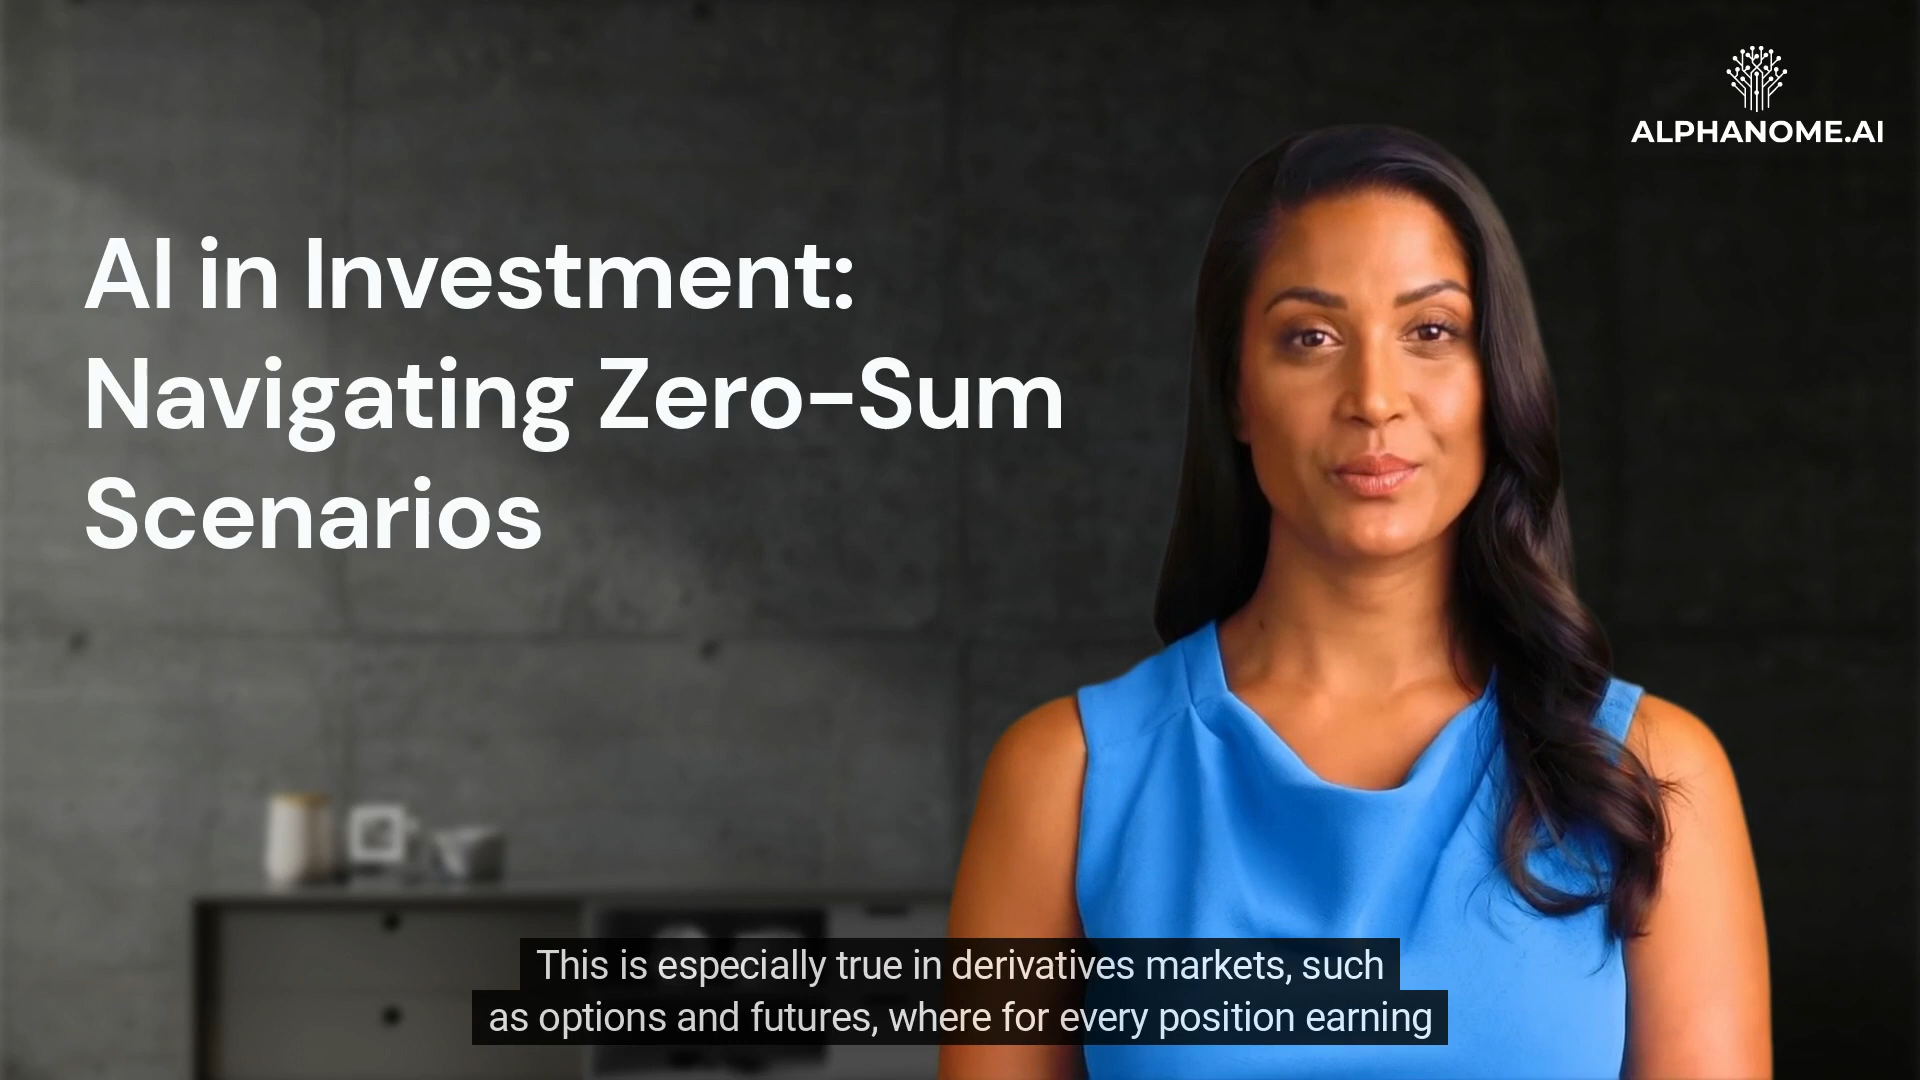 ALPHANOME.AI
AI in Investment:
Navigating Zero-Sum
Scenarios
This is especially true in derivatives markets, such
as options and futures, where for every position earning